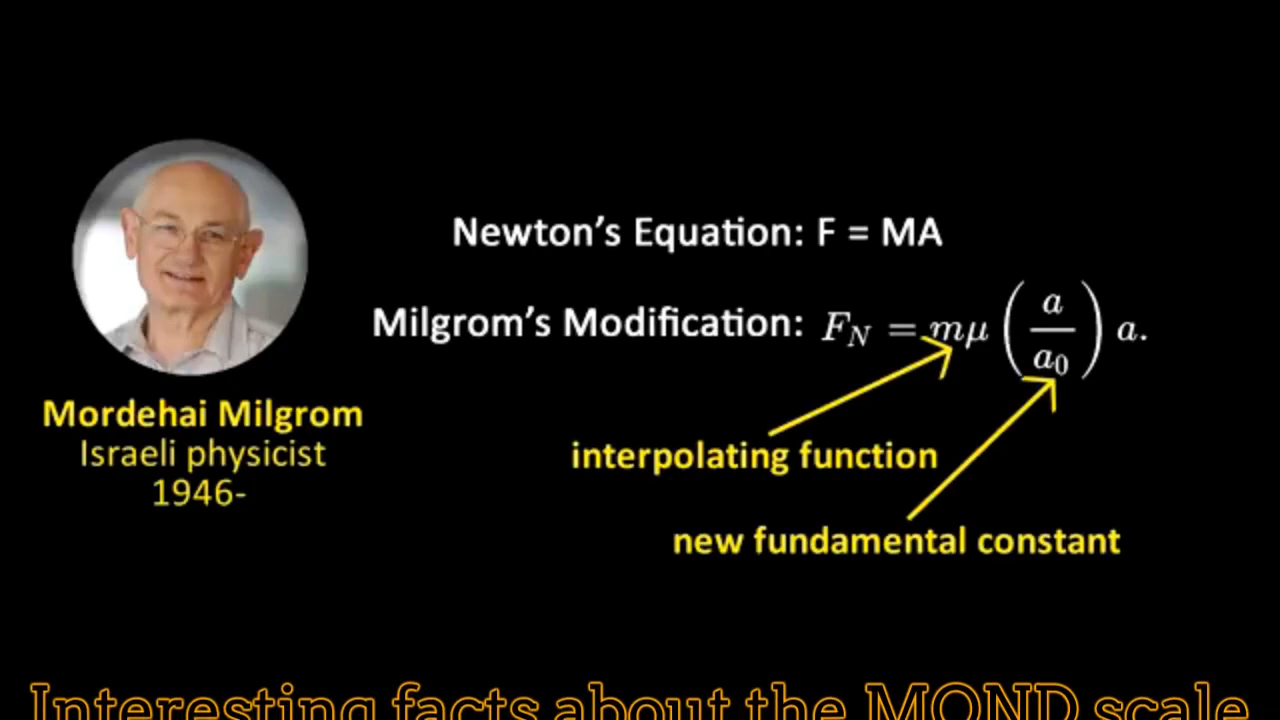 Newton's Equation: F = MA
Milgrom's Modification: F_N = mμ (a/a₀) a.
Mordehai Milgrom
Israeli physicist
1946-
interpolating function
new fundamental constant
Interesting facts about the MOND scale